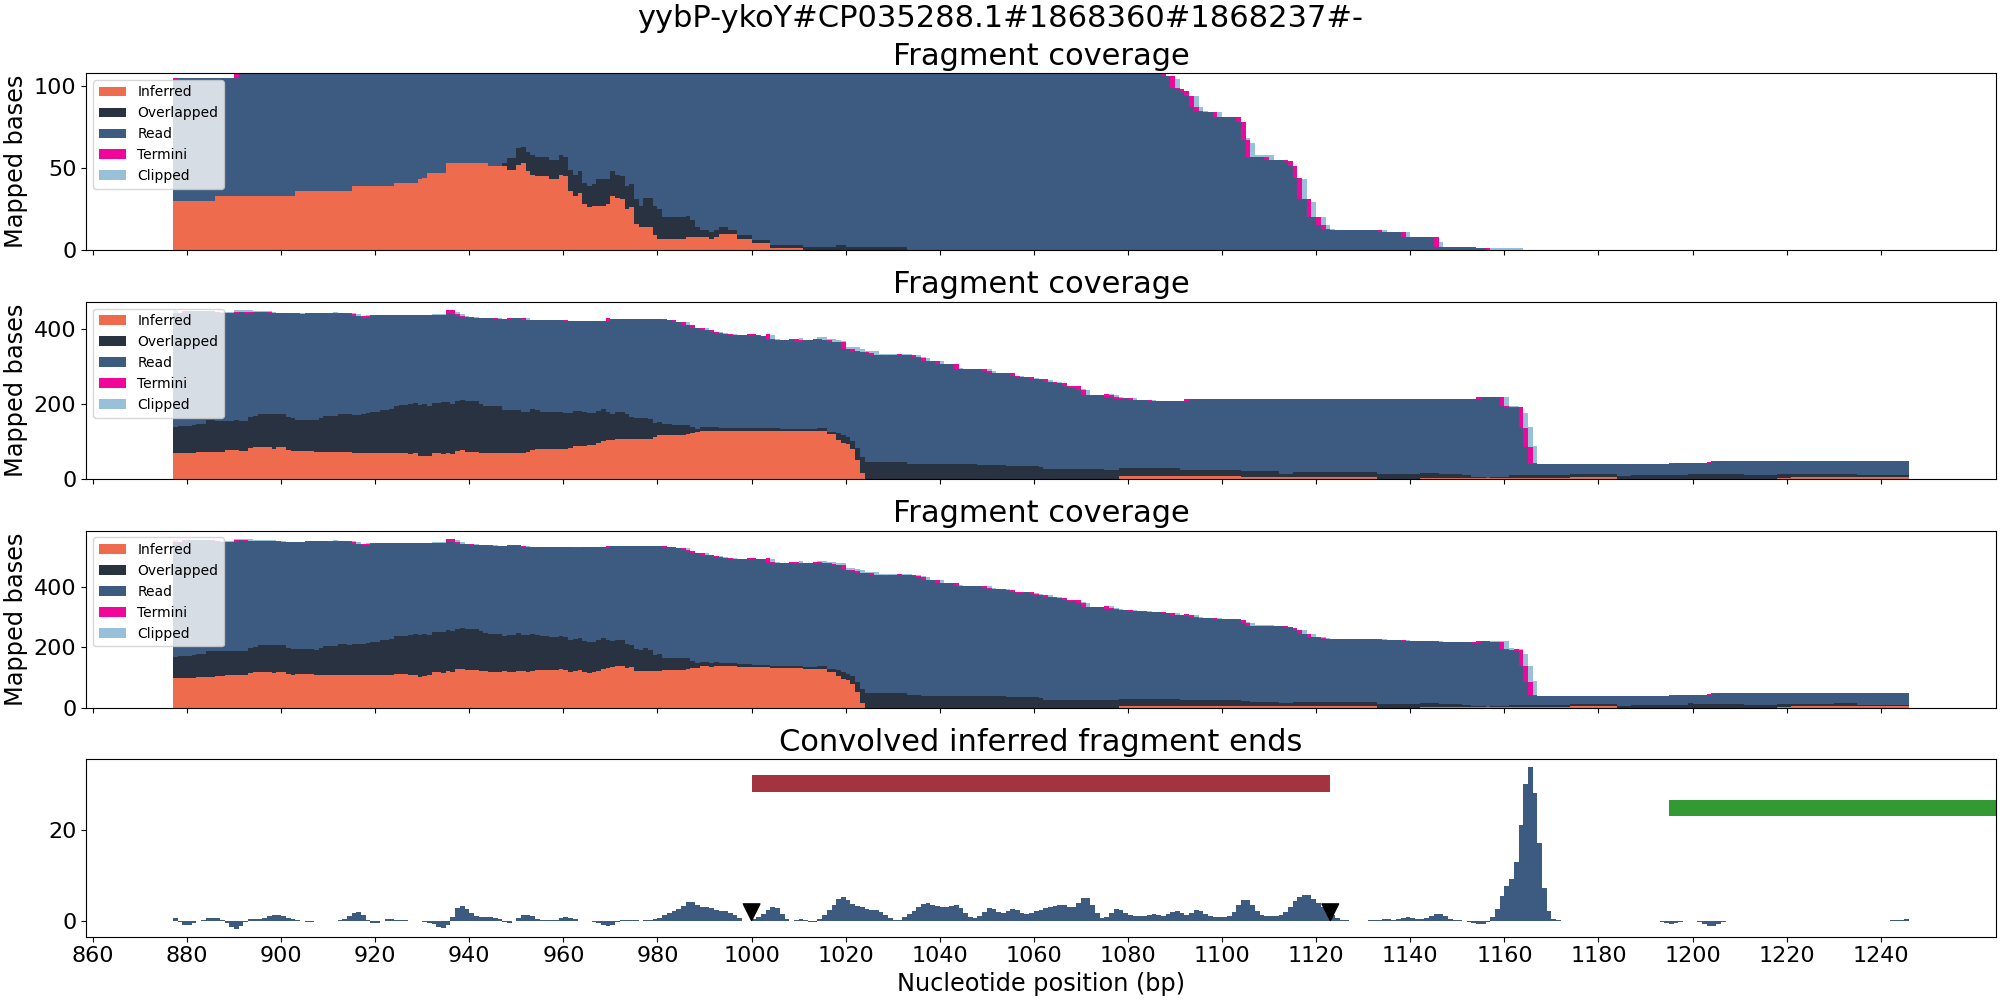 yybP-ykoY#CP035288.1#1868360#1868237#-
Fragment coverage
Mapped bases
100
50
0
Inferred
Overlapped
Read
Termini
Clipped
Fragment coverage
Mapped bases
400
200
0
Inferred
Overlapped
Read
Termini
Clipped
Fragment coverage
Mapped bases
400
200
0
Inferred
Overlapped
Read
Termini
Clipped
Convolved inferred fragment ends
20
0
860 880 900 920 940 960 980 1000 1020 1040 1060 1080 1100 1120 1140 1160 1180 1200 1220 1240
Nucleotide position (bp)